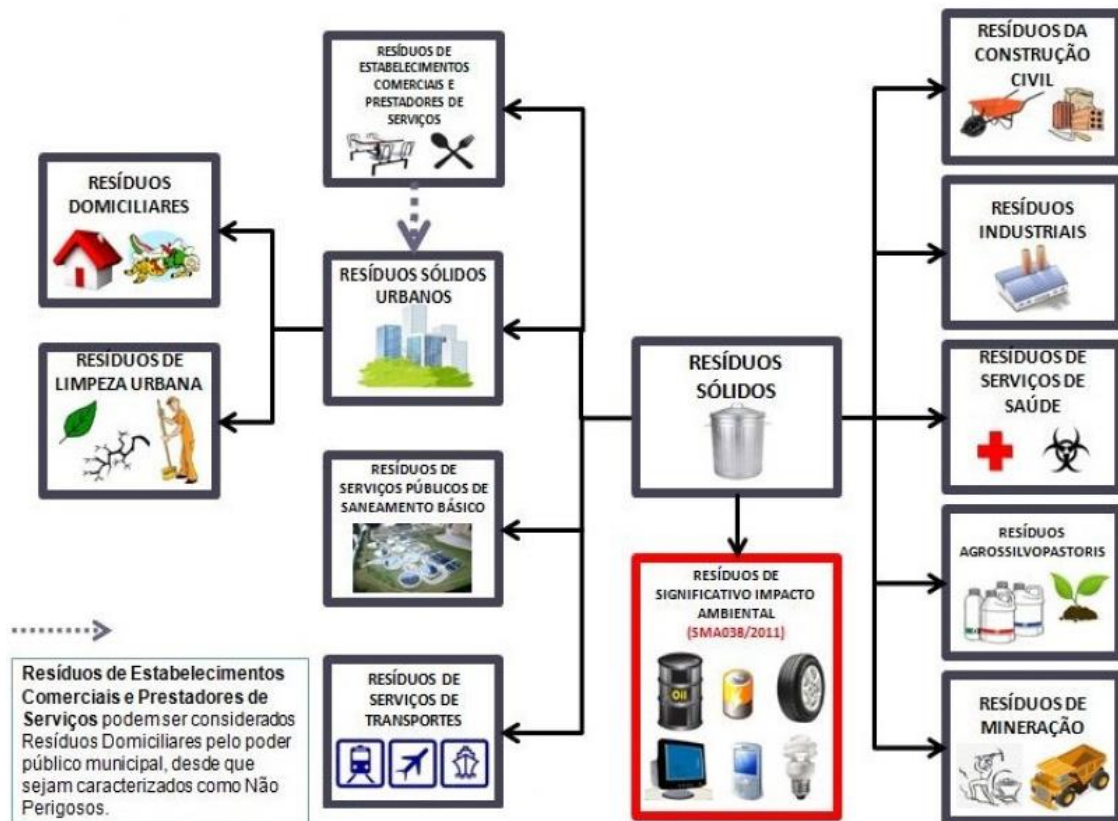 RESÍDUOS DE
ESTABELECIMENTOS
COMERCIAIS E
PRESTADORES DE
SERVIÇOS
RESÍDUOS DA
CONSTRUÇÃO
CIVIL
RESÍDUOS
DOMICILIARES
RESÍDUOS SÓLIDOS
URBANOS
RESÍDUOS
INDUSTRIAIS
RESÍDUOS DE
LIMPEZA URBANA
RESÍDUOS
SÓLIDOS
RESÍDUOS DE
SERVIÇOS DE
SAÚDE
RESÍDUOS DE
SERVIÇOS PÚBLICOS DE
SANEAMENTO BÁSICO
RESÍDUOS DE
SIGNIFICATIVO IMPACTO
AMBIENTAL
(SMA038/2011)
Oil
RESÍDUOS
AGROSSILVOPASTORIS
RESÍDUOS DE
SERVIÇOS DE
TRANSPORTES
RESÍDUOS DE
MINERAÇÃO
Resíduos de Estabelecimentos
Comerciais e Prestadores de
Serviços podem ser considerados
Resíduos Domiciliares pelo poder
público municipal, desde que
sejam caracterizados como Não
Perigosos.